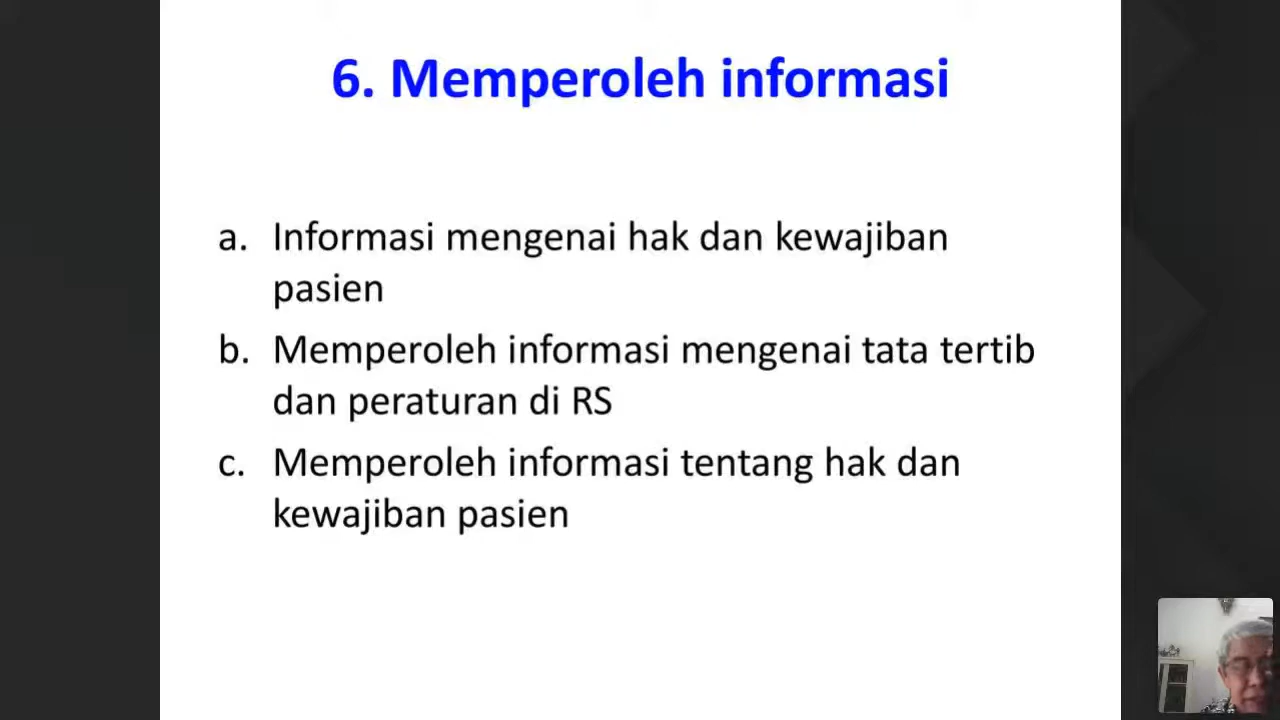 6. Memperoleh informasi
a. Informasi mengenai hak dan kewajiban
pasien
b. Memperoleh informasi mengenai tata tertib
dan peraturan di RS
c. Memperoleh informasi tentang hak dan
kewajiban pasien